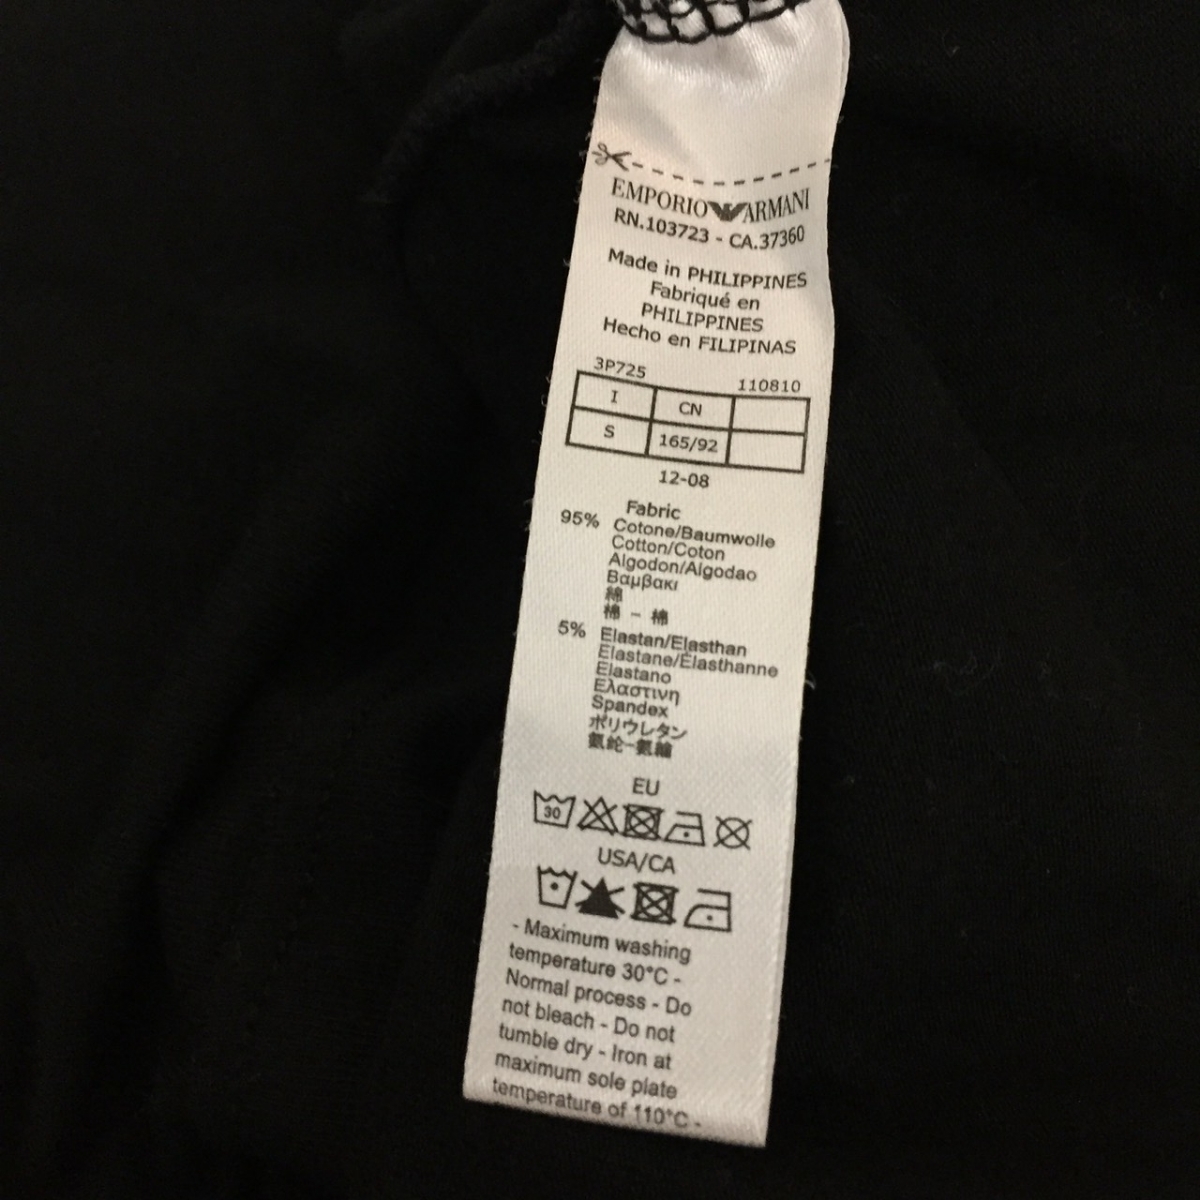 EMPORIO ARMANI
RN.103723 - CA.37360
Made in PHILIPPINES
Fabriqué en
PHILIPPINES
Hecho en FILIPINAS
3P725 110810
I CN
S 165/92
12-08
Fabric
95% Cotone/Baumwolle
Cotton/Coton
Algodon/Algodao
Βαμβακι
綿
棉 - 棉
5% Elastan/Elasthan
Elastane/Élasthanne
Elastano
Ελαστινη
Spandex
ポリウレタン
氨纶-氨綸
EU
30
USA/CA
- Maximum washing
temperature 30°C -
Normal process - Do
not bleach - Do not
tumble dry - Iron at
maximum sole plate
temperature of 110°C -